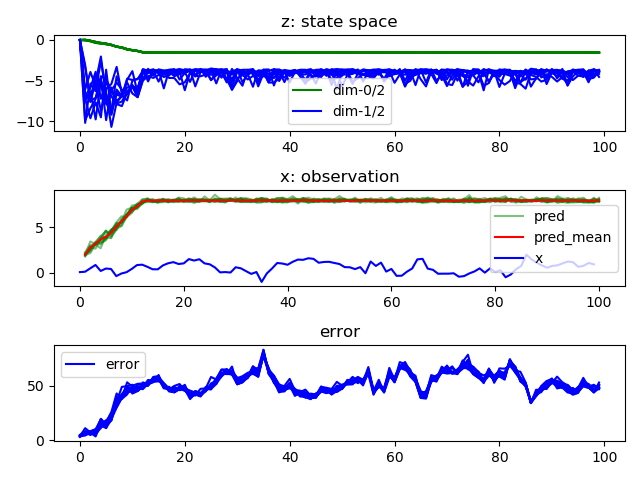 z: state space
0
−5
−10
dim-0/2
dim-1/2
0 20 40 60 80 100
x: observation
5
0
pred
pred_mean
x
0 20 40 60 80 100
error
50
0
error
0 20 40 60 80 100